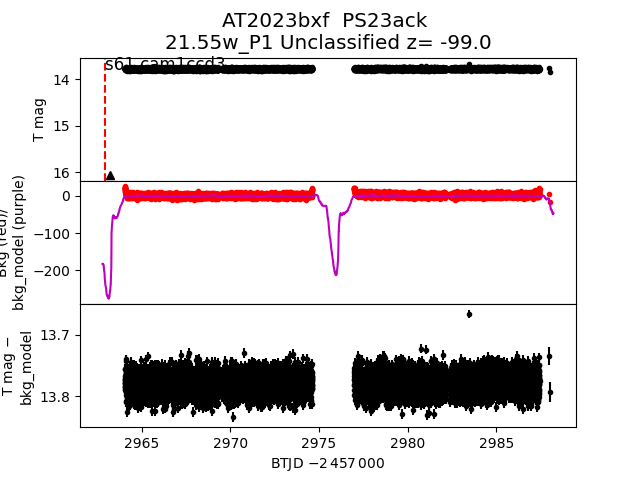 AT2023bxf  PS23ack
21.55w_P1 Unclassified z= -99.0
s61 cam1ccd3
T mag
14
15
16
Bkg (red)/
bkg_model (purple)
0
−100
−200
T mag −
bkg_model
13.7
13.8
2965 2970 2975 2980 2985
BTJD −2 457 000